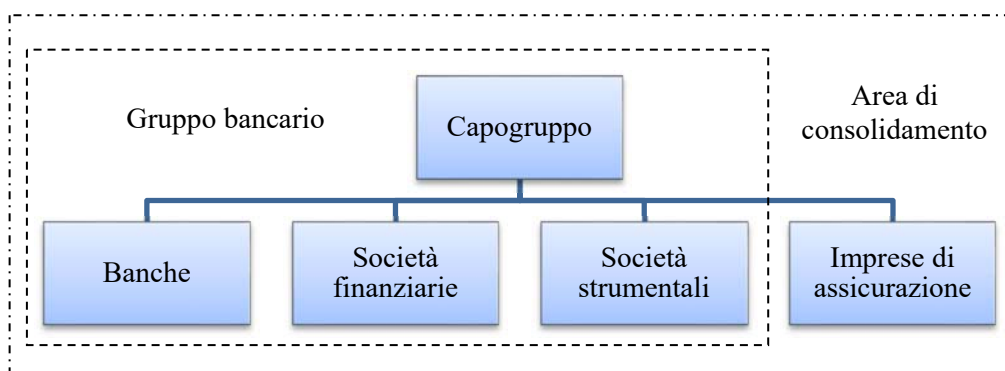 Gruppo bancario
Capogruppo
Area di
consolidamento
Banche
Società
finanziarie
Società
strumentali
Imprese di
assicurazione